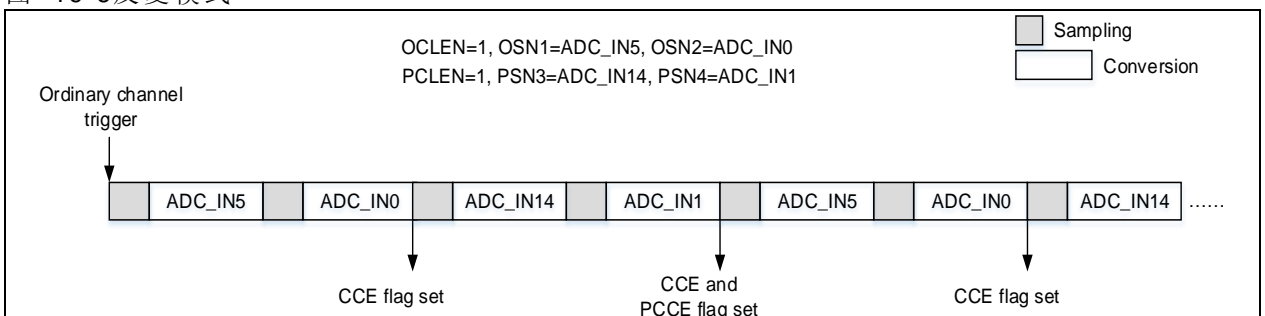 OCLEN=1, OSN1=ADC_IN5, OSN2=ADC_IN0
PCLEN=1, PSN3=ADC_IN14, PSN4=ADC_IN1
Sampling
Conversion
Ordinary channel
trigger
ADC_IN5 ADC_IN0 ADC_IN14 ADC_IN1 ADC_IN5 ADC_IN0 ADC_IN14 ......
CCE flag set
CCE and
PCCE flag set
CCE flag set